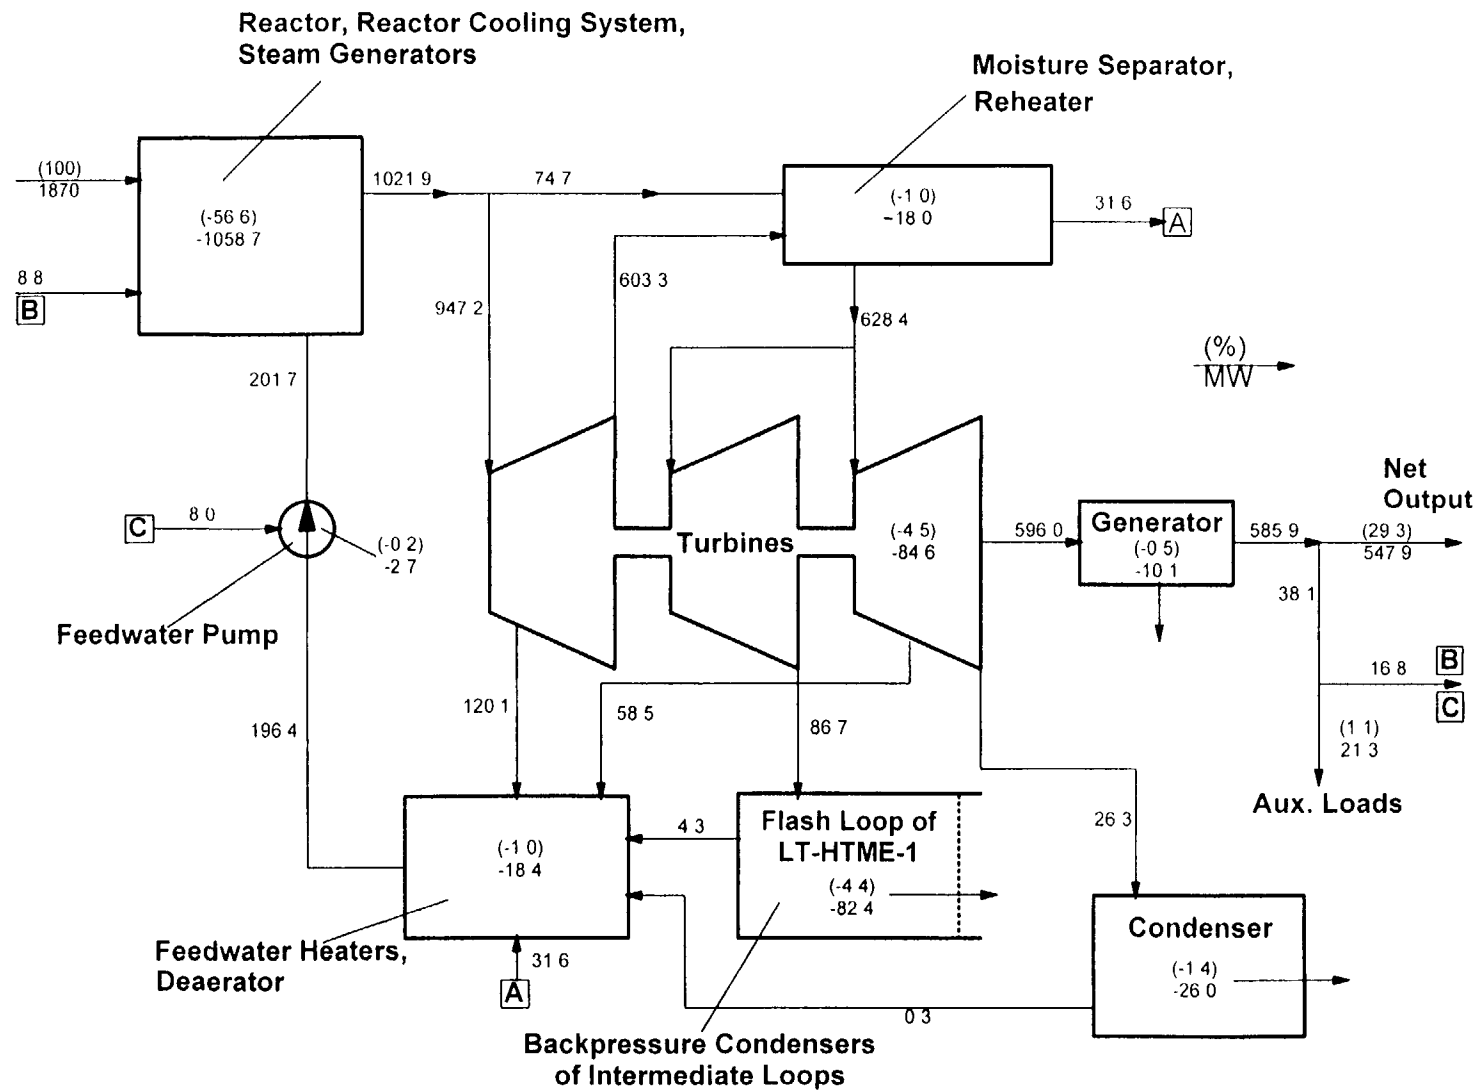 Reactor, Reactor Cooling System,
Steam Generators
Moisture Separator,
Reheater
(100)
1870
(-56 6)
-1058 7
8 8
B
1021 9
74 7
(-1 0)
-18 0
31 6
A
603 3
947 2
628 4
(%)
MW
201 7
C
8 0
(-0 2)
-2 7
Feedwater Pump
Turbines
(-4 5)
-84 6
596 0
Generator
(-0 5)
-10 1
585 9
Net
Output
(29 3)
547 9
38 1
16 8
B
C
(1 1)
21 3
Aux. Loads
196 4
120 1
58 5
86 7
26 3
(-1 0)
-18 4
4 3
Flash Loop of
LT-HTME-1
(-4 4)
-82 4
Condenser
(-1 4)
-26 0
Feedwater Heaters,
Deaerator
31 6
A
0 3
Backpressure Condensers
of Intermediate Loops